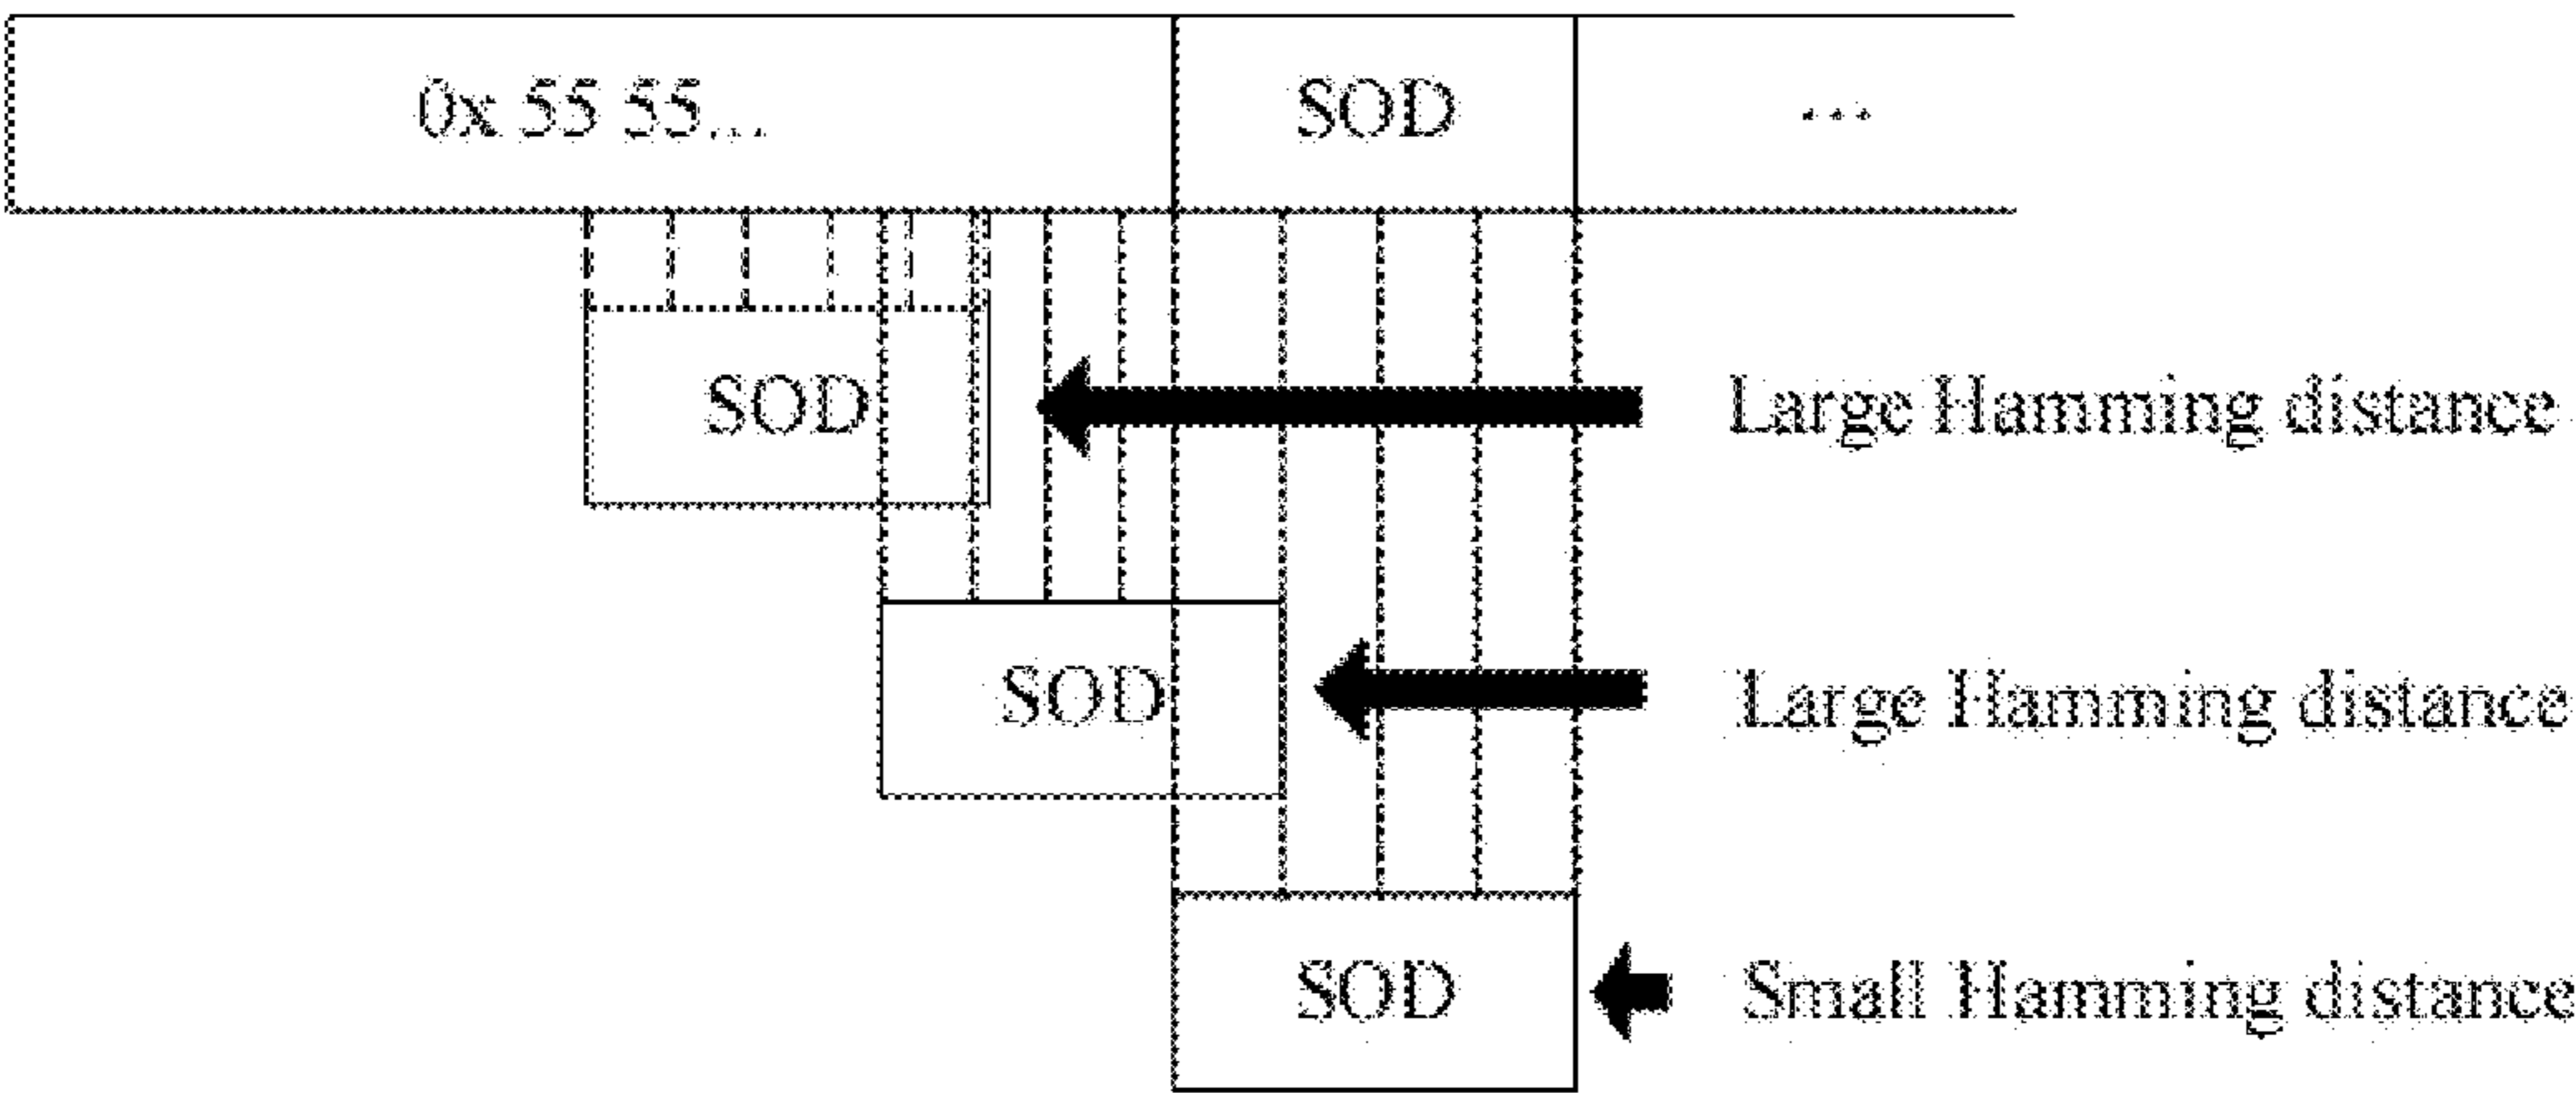 0x 55 55... SOD ...
SOD Large Hamming distance
SOD Large Hamming distance
SOD Small Hamming distance